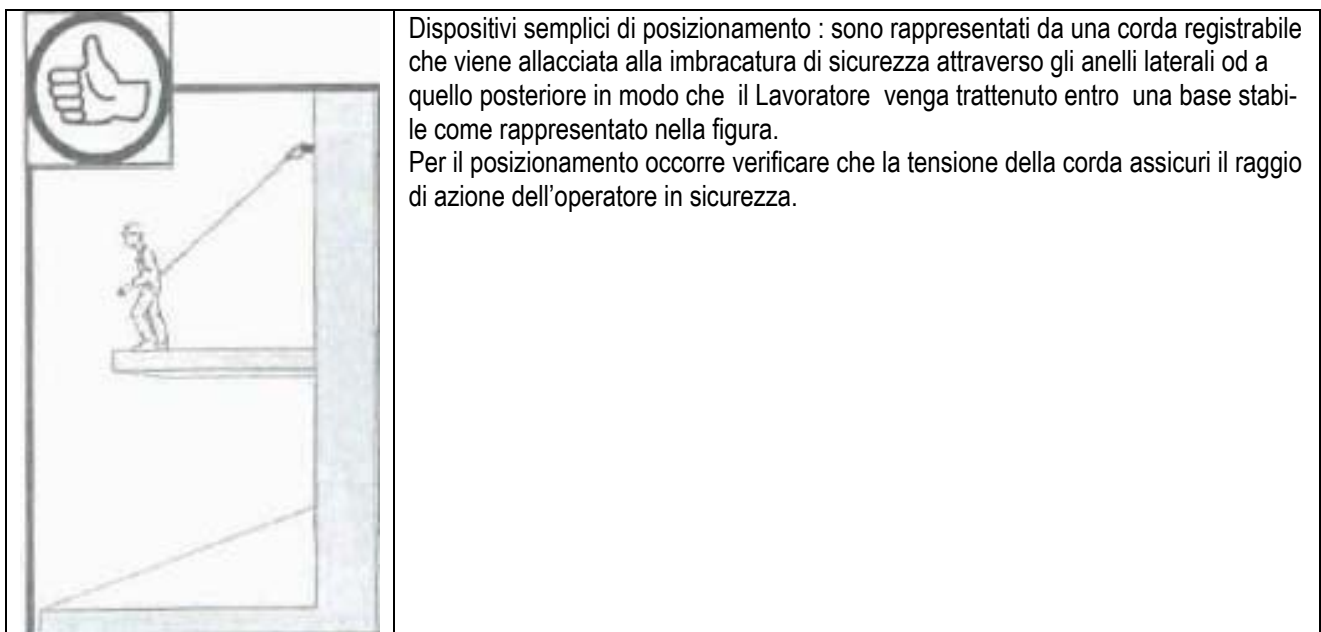 Dispositivi semplici di posizionamento : sono rappresentati da una corda registrabile
che viene allacciata alla imbracatura di sicurezza attraverso gli anelli laterali od a
quello posteriore in modo che  il Lavoratore  venga trattenuto entro  una base stabi-
le come rappresentato nella figura.
Per il posizionamento occorre verificare che la tensione della corda assicuri il raggio
di azione dell’operatore in sicurezza.